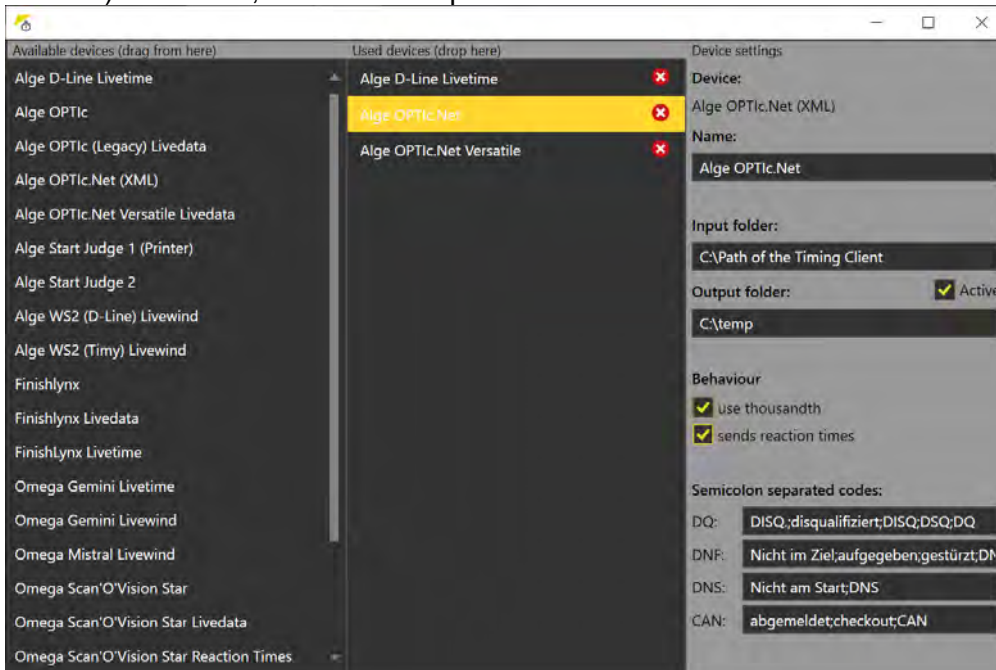 Available devices (drag from here)
Alge D-Line Livetime
Alge OPTIc
Alge OPTIc (Legacy) Livedata
Alge OPTIc.Net (XML)
Alge OPTIc.Net Versatile Livedata
Alge Start Judge 1 (Printer)
Alge Start Judge 2
Alge WS2 (D-Line) Livewind
Alge WS2 (Timy) Livewind
Finishlynx
Finishlynx Livedata
FinishLynx Livetime
Omega Gemini Livetime
Omega Gemini Livewind
Omega Mistral Livewind
Omega Scan'O'Vision Star
Omega Scan'O'Vision Star Livedata
Omega Scan'O'Vision Star Reaction Times
Used devices (drop here)
Alge D-Line Livetime
Alge OPTIc.Net
Alge OPTIc.Net Versatile
Device settings
Device:
Alge OPTIc.Net (XML)
Name:
Alge OPTIc.Net
Input folder:
C:\Path of the Timing Client
Output folder: Active
C:\temp
Behaviour
use thousandth
sends reaction times
Semicolon separated codes:
DQ: DISQ.;disqualifiziert;DISQ;DSQ;DQ
DNF: Nicht im Ziel;aufgegeben;gestürzt;DN
DNS: Nicht am Start;DNS
CAN: abgemeldet;checkout;CAN